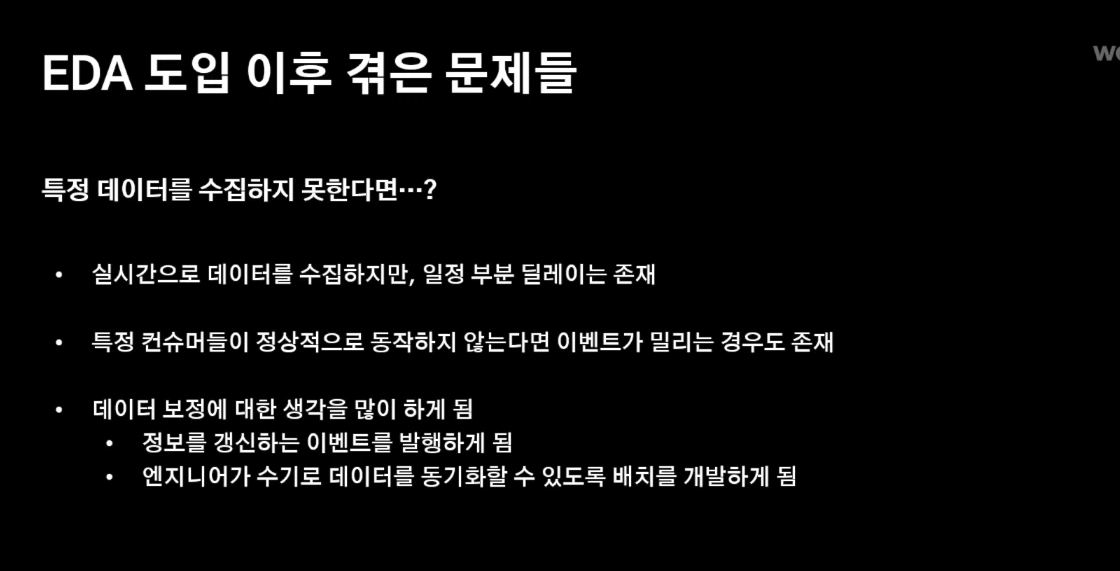 EDA 도입 이후 겪은 문제들
특정 데이터를 수집하지 못한다면…?
• 실시간으로 데이터를 수집하지만, 일정 부분 딜레이는 존재
• 특정 컨슈머들이 정상적으로 동작하지 않는다면 이벤트가 밀리는 경우도 존재
• 데이터 보정에 대한 생각을 많이 하게 됨
• 정보를 갱신하는 이벤트를 발행하게 됨
• 엔지니어가 수기로 데이터를 동기화할 수 있도록 배치를 개발하게 됨